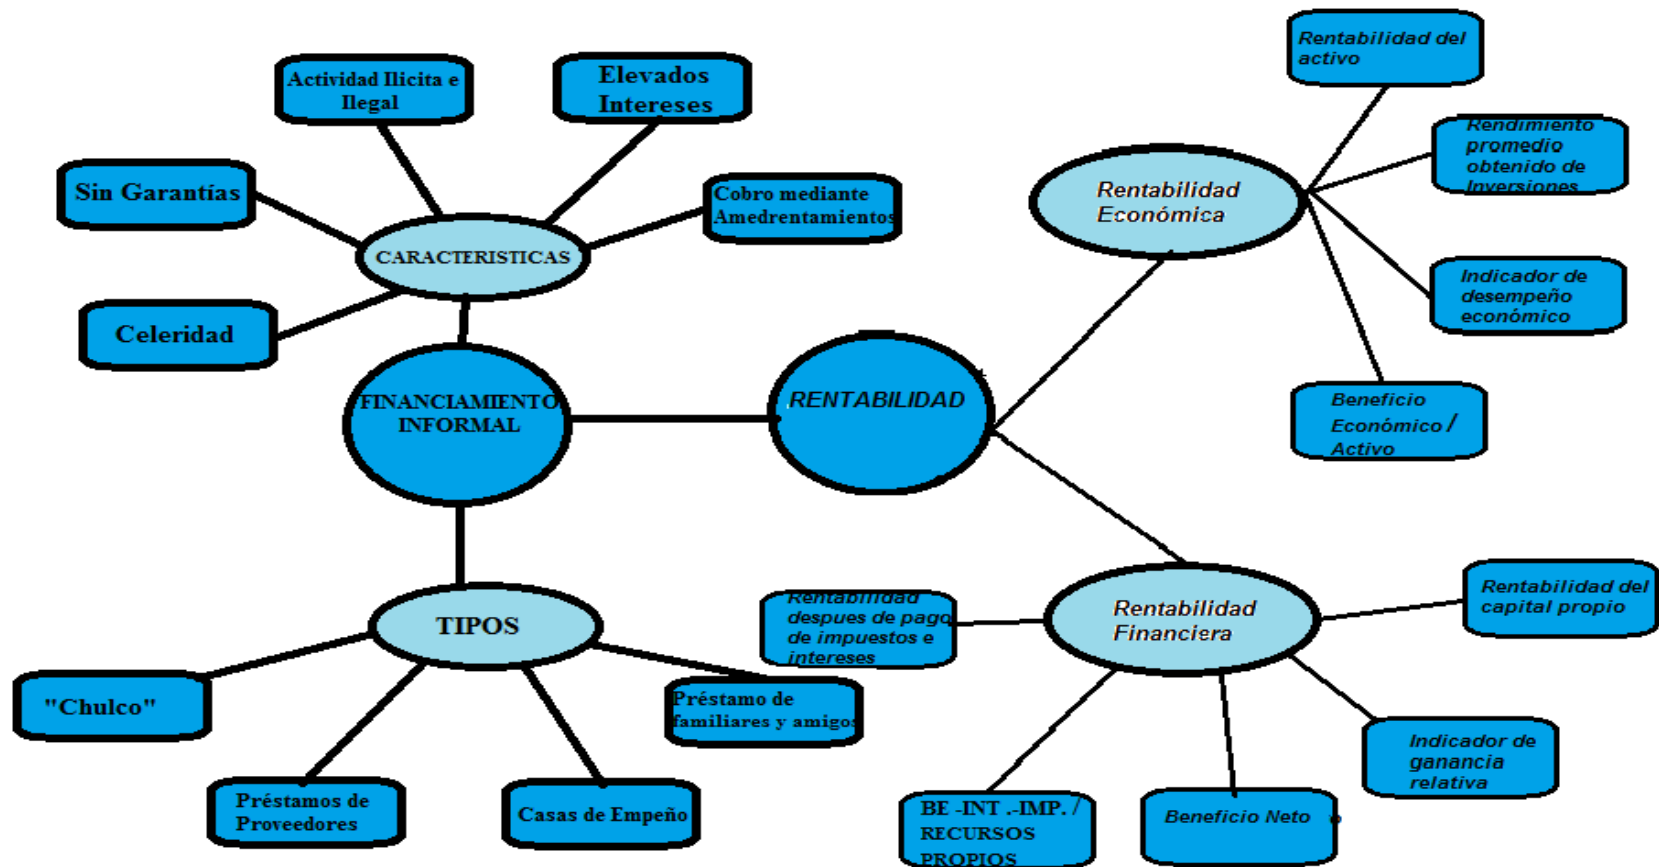 Actividad Ilicita e
Ilegal
Elevados
Intereses
Sin Garantías
Cobro mediante
Amedrentamientos
CARACTERISTICAS
Celeridad
FINANCIAMIENTO
INFORMAL
RENTABILIDAD
TIPOS
"Chulco"
Préstamos de
Proveedores
Casas de Empeño
Préstamo de
familiares y amigos
Rentabilidad
Económica
Rentabilidad del
activo
Rendimiento
promedio
obtenido de
Inversiones
Indicador de
desempeño
económico
Beneficio
Económico /
Activo
Rentabilidad
Financiera
Rentabilidad
despues de pago
de impuestos e
intereses
Rentabilidad del
capital propio
Indicador de
ganancia
relativa
Beneficio Neto
BE -INT .-IMP. /
RECURSOS
PROPIOS